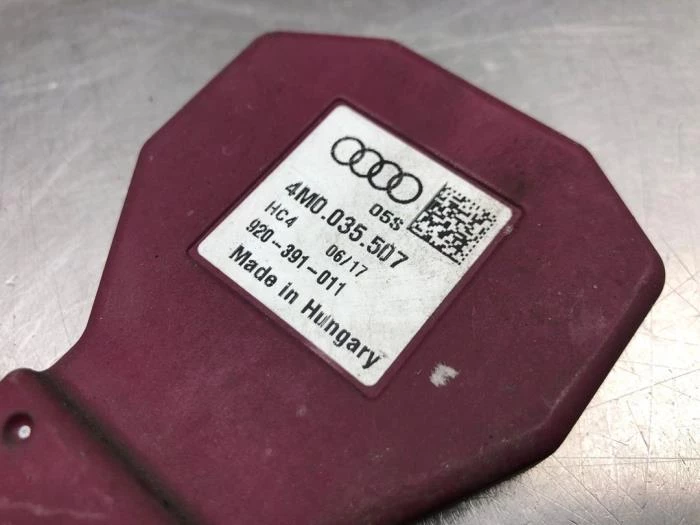 05S
4M0.035.507
HC4 06/17
920-391-011
Made in Hungary